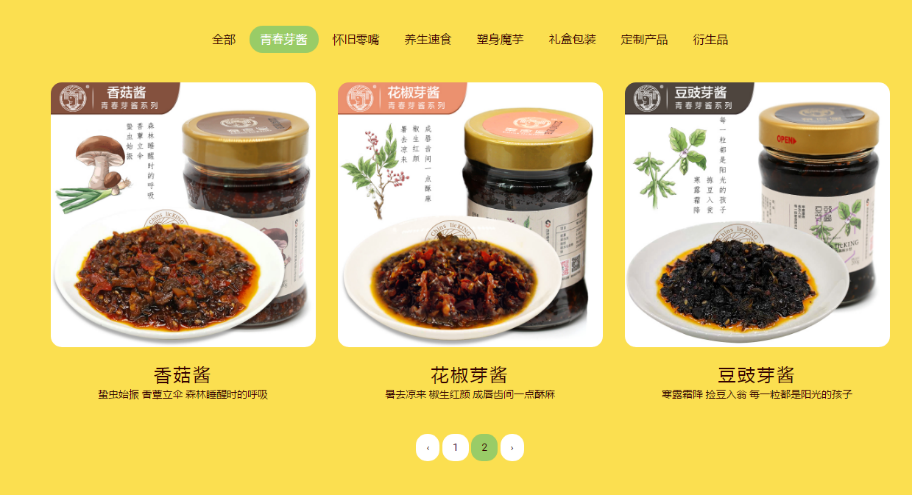 全部 青春芽酱 怀旧零嘴 养生速食 塑身魔芋 礼盒包装 定制产品 衍生品
香菇酱
青春芽酱系列
森林睡醒时的呼吸
香蕈立伞
蛰虫始振
花椒芽酱
青春芽酱系列
成唇齿间一点酥麻
椒生红颜
暑去凉来
豆豉芽酱
青春芽酱系列
每一粒都是阳光的孩子
捡豆入瓮
寒露霜降
OPEN
香菇酱
蛰虫始振 香蕈立伞 森林睡醒时的呼吸
花椒芽酱
暑去凉来 椒生红颜 成唇齿间一点酥麻
豆豉芽酱
寒露霜降 捡豆入瓮 每一粒都是阳光的孩子
‹ 1 2 ›